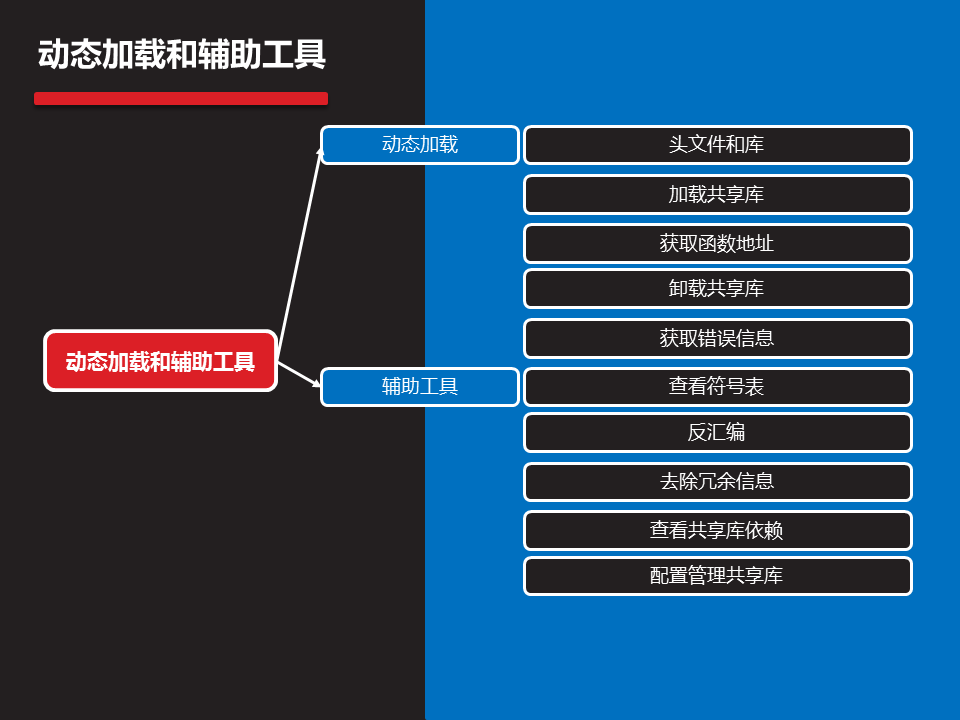 动态加载和辅助工具
动态加载
头文件和库
加载共享库
获取函数地址
卸载共享库
获取错误信息
动态加载和辅助工具
辅助工具
查看符号表
反汇编
去除冗余信息
查看共享库依赖
配置管理共享库